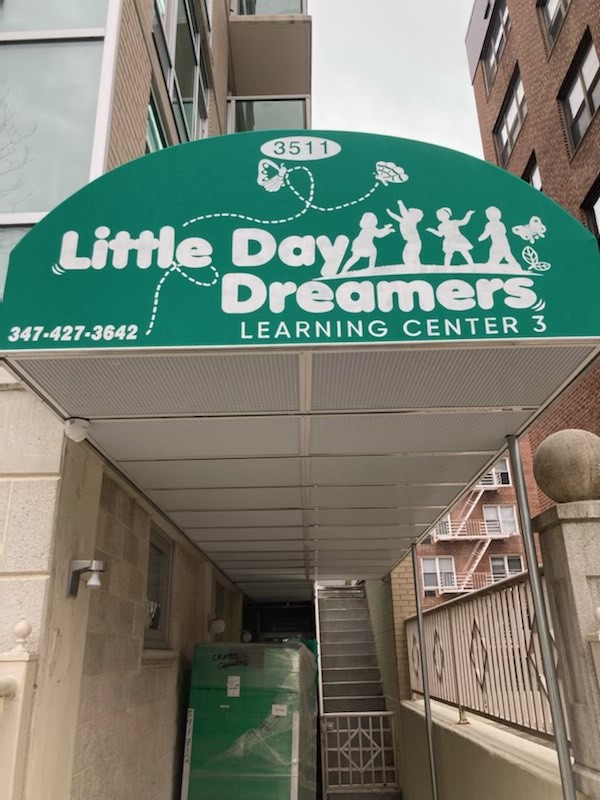 3511
Little Day
Dreamers
347-427-3642
LEARNING CENTER 3